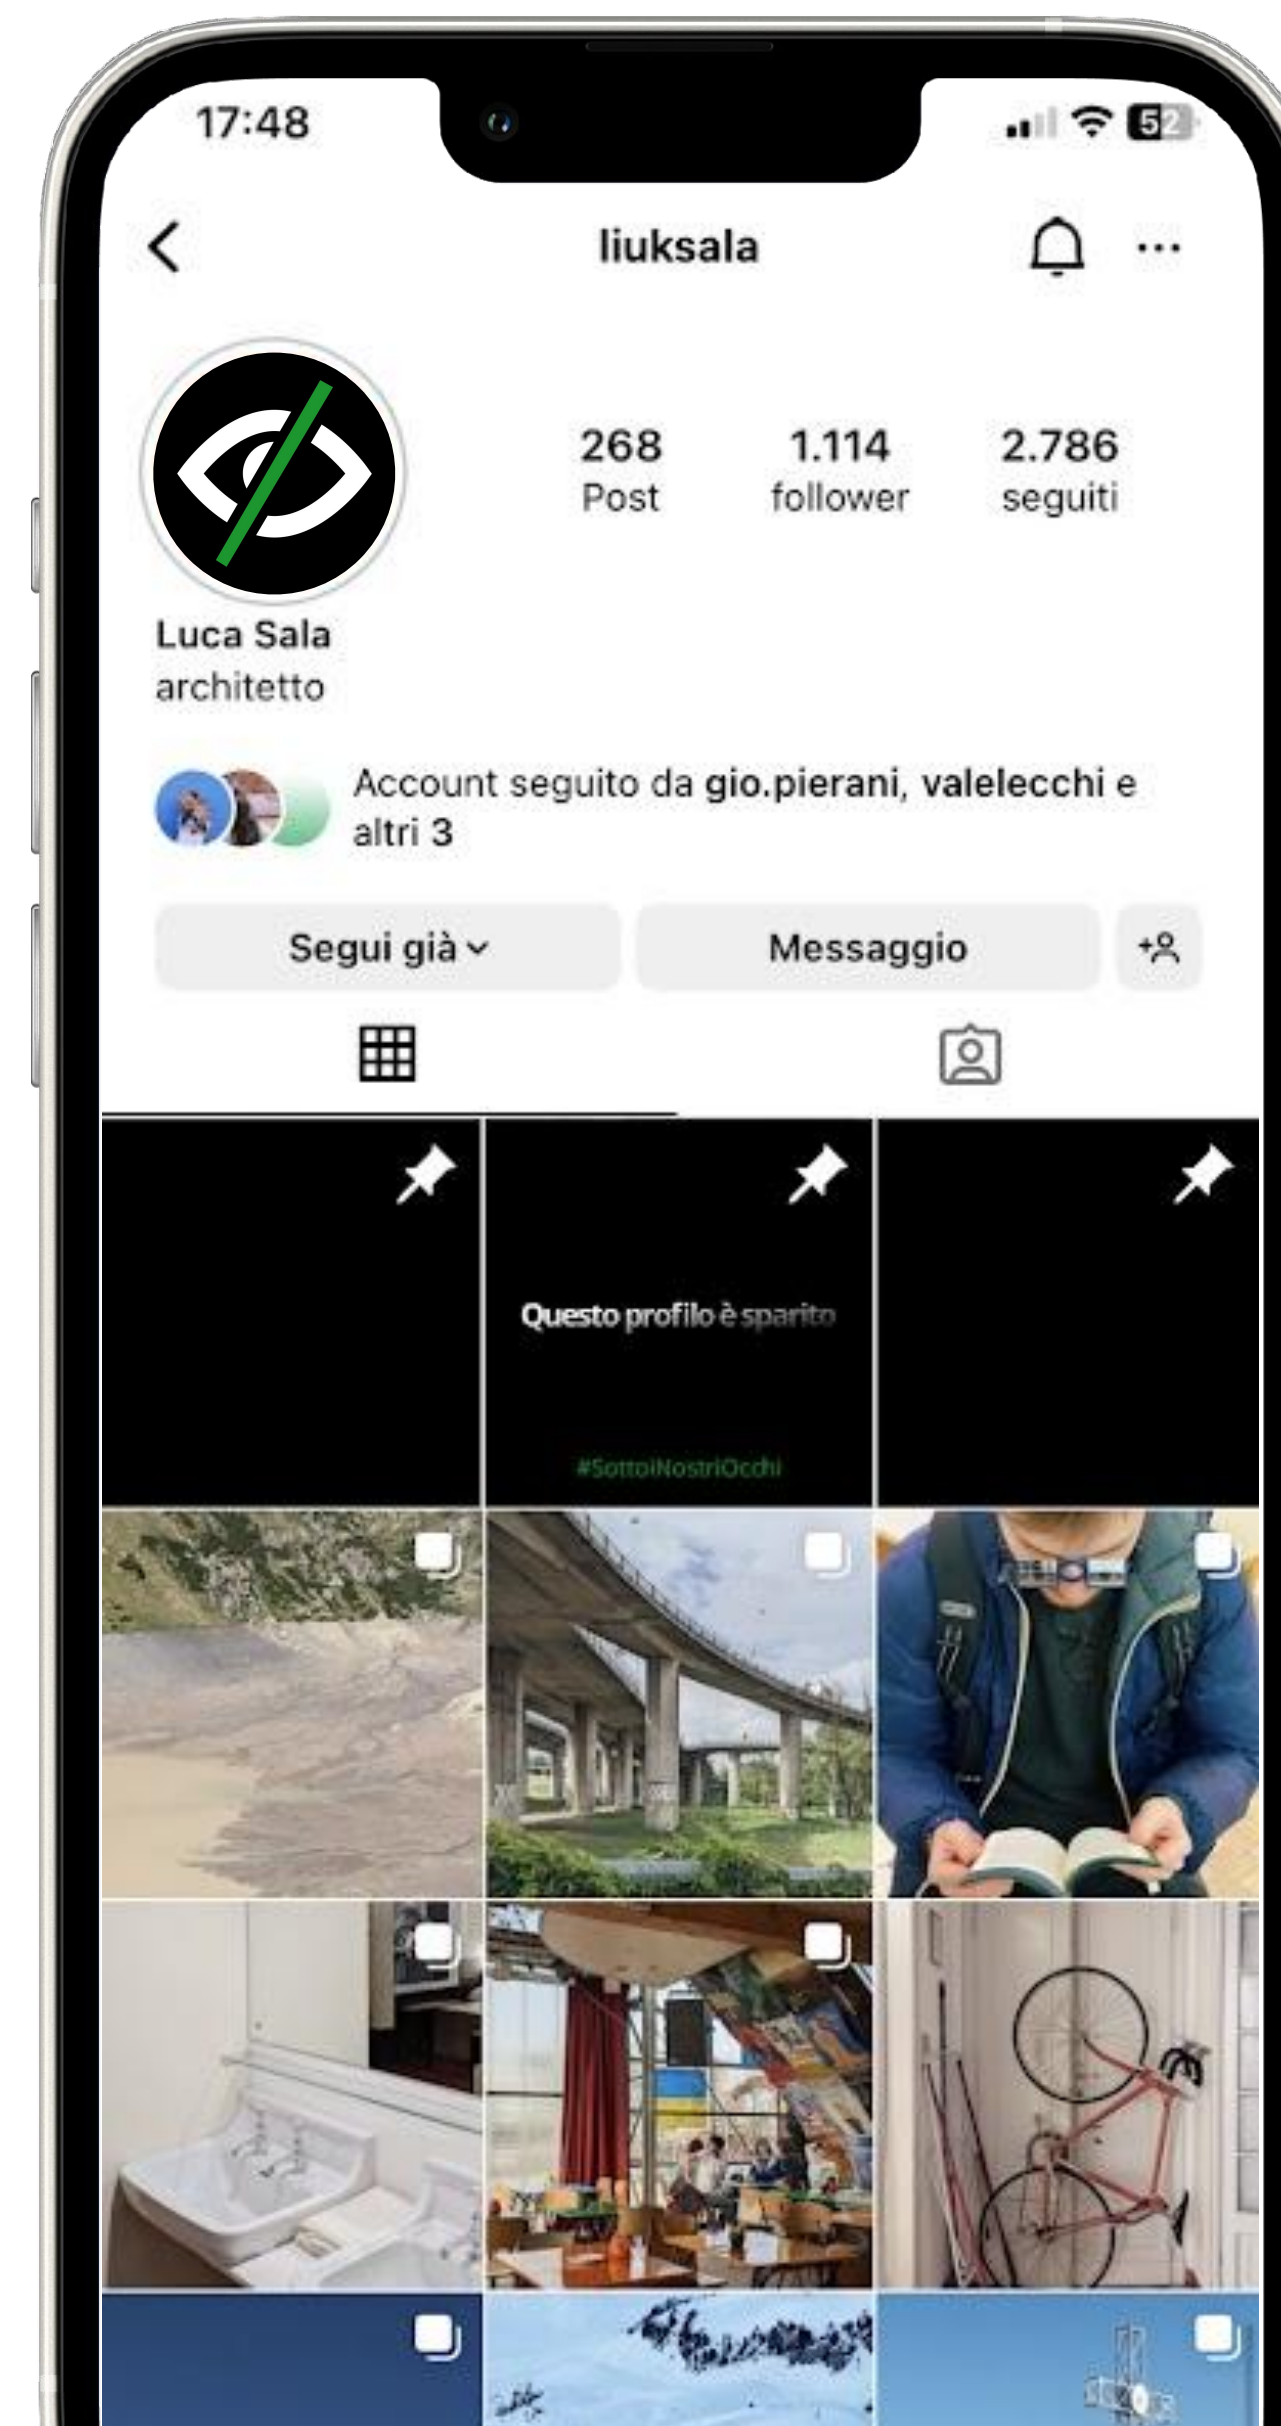 17:48
52
liuksala
268
1.114
2.786
Post
follower
seguiti
Luca Sala
architetto
Account seguito da gio.pierani, valelecchi e
altri 3
Segui già
Messaggio
Questo profilo è sparito
#SottoiNostriOcchi